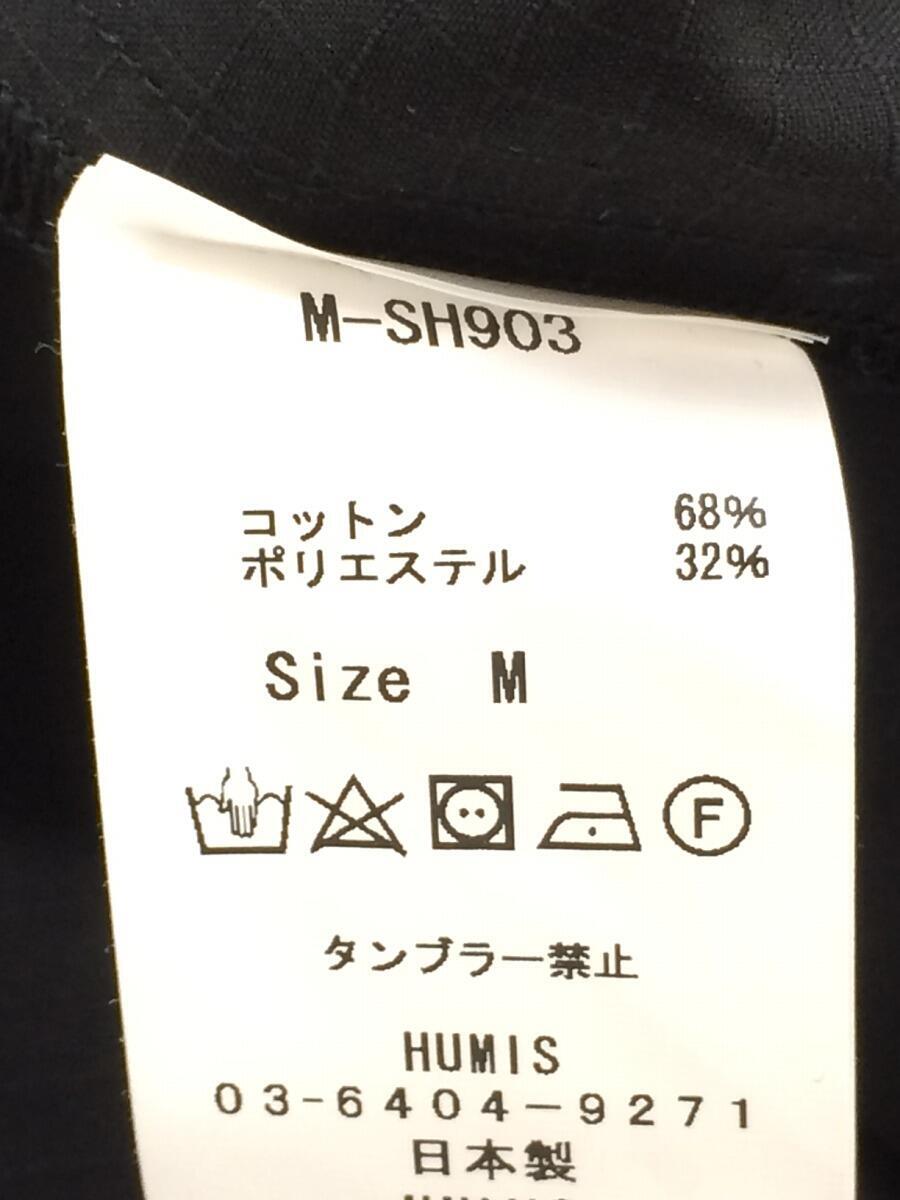 M-SH903
コットン 68%
ポリエステル 32%
Size M
F
タンブラー禁止
HUMIS
03-6404-9271
日本製